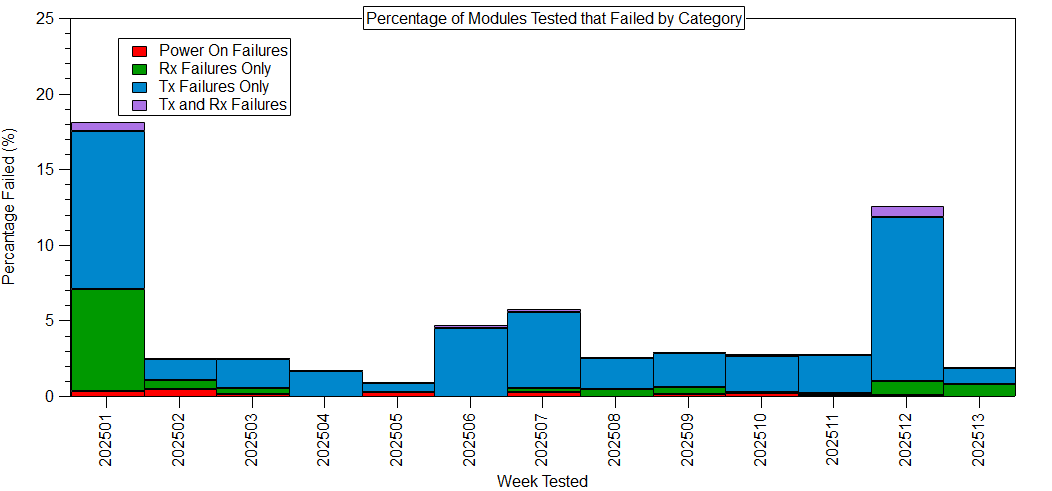 Percentage of Modules Tested that Failed by Category
Power On Failures
Rx Failures Only
Tx Failures Only
Tx and Rx Failures
Percantage Failed (%)
25
20
15
10
5
0
202501
202502
202503
202504
202505
202506
202507
202508
202509
202510
202511
202512
202513
Week Tested